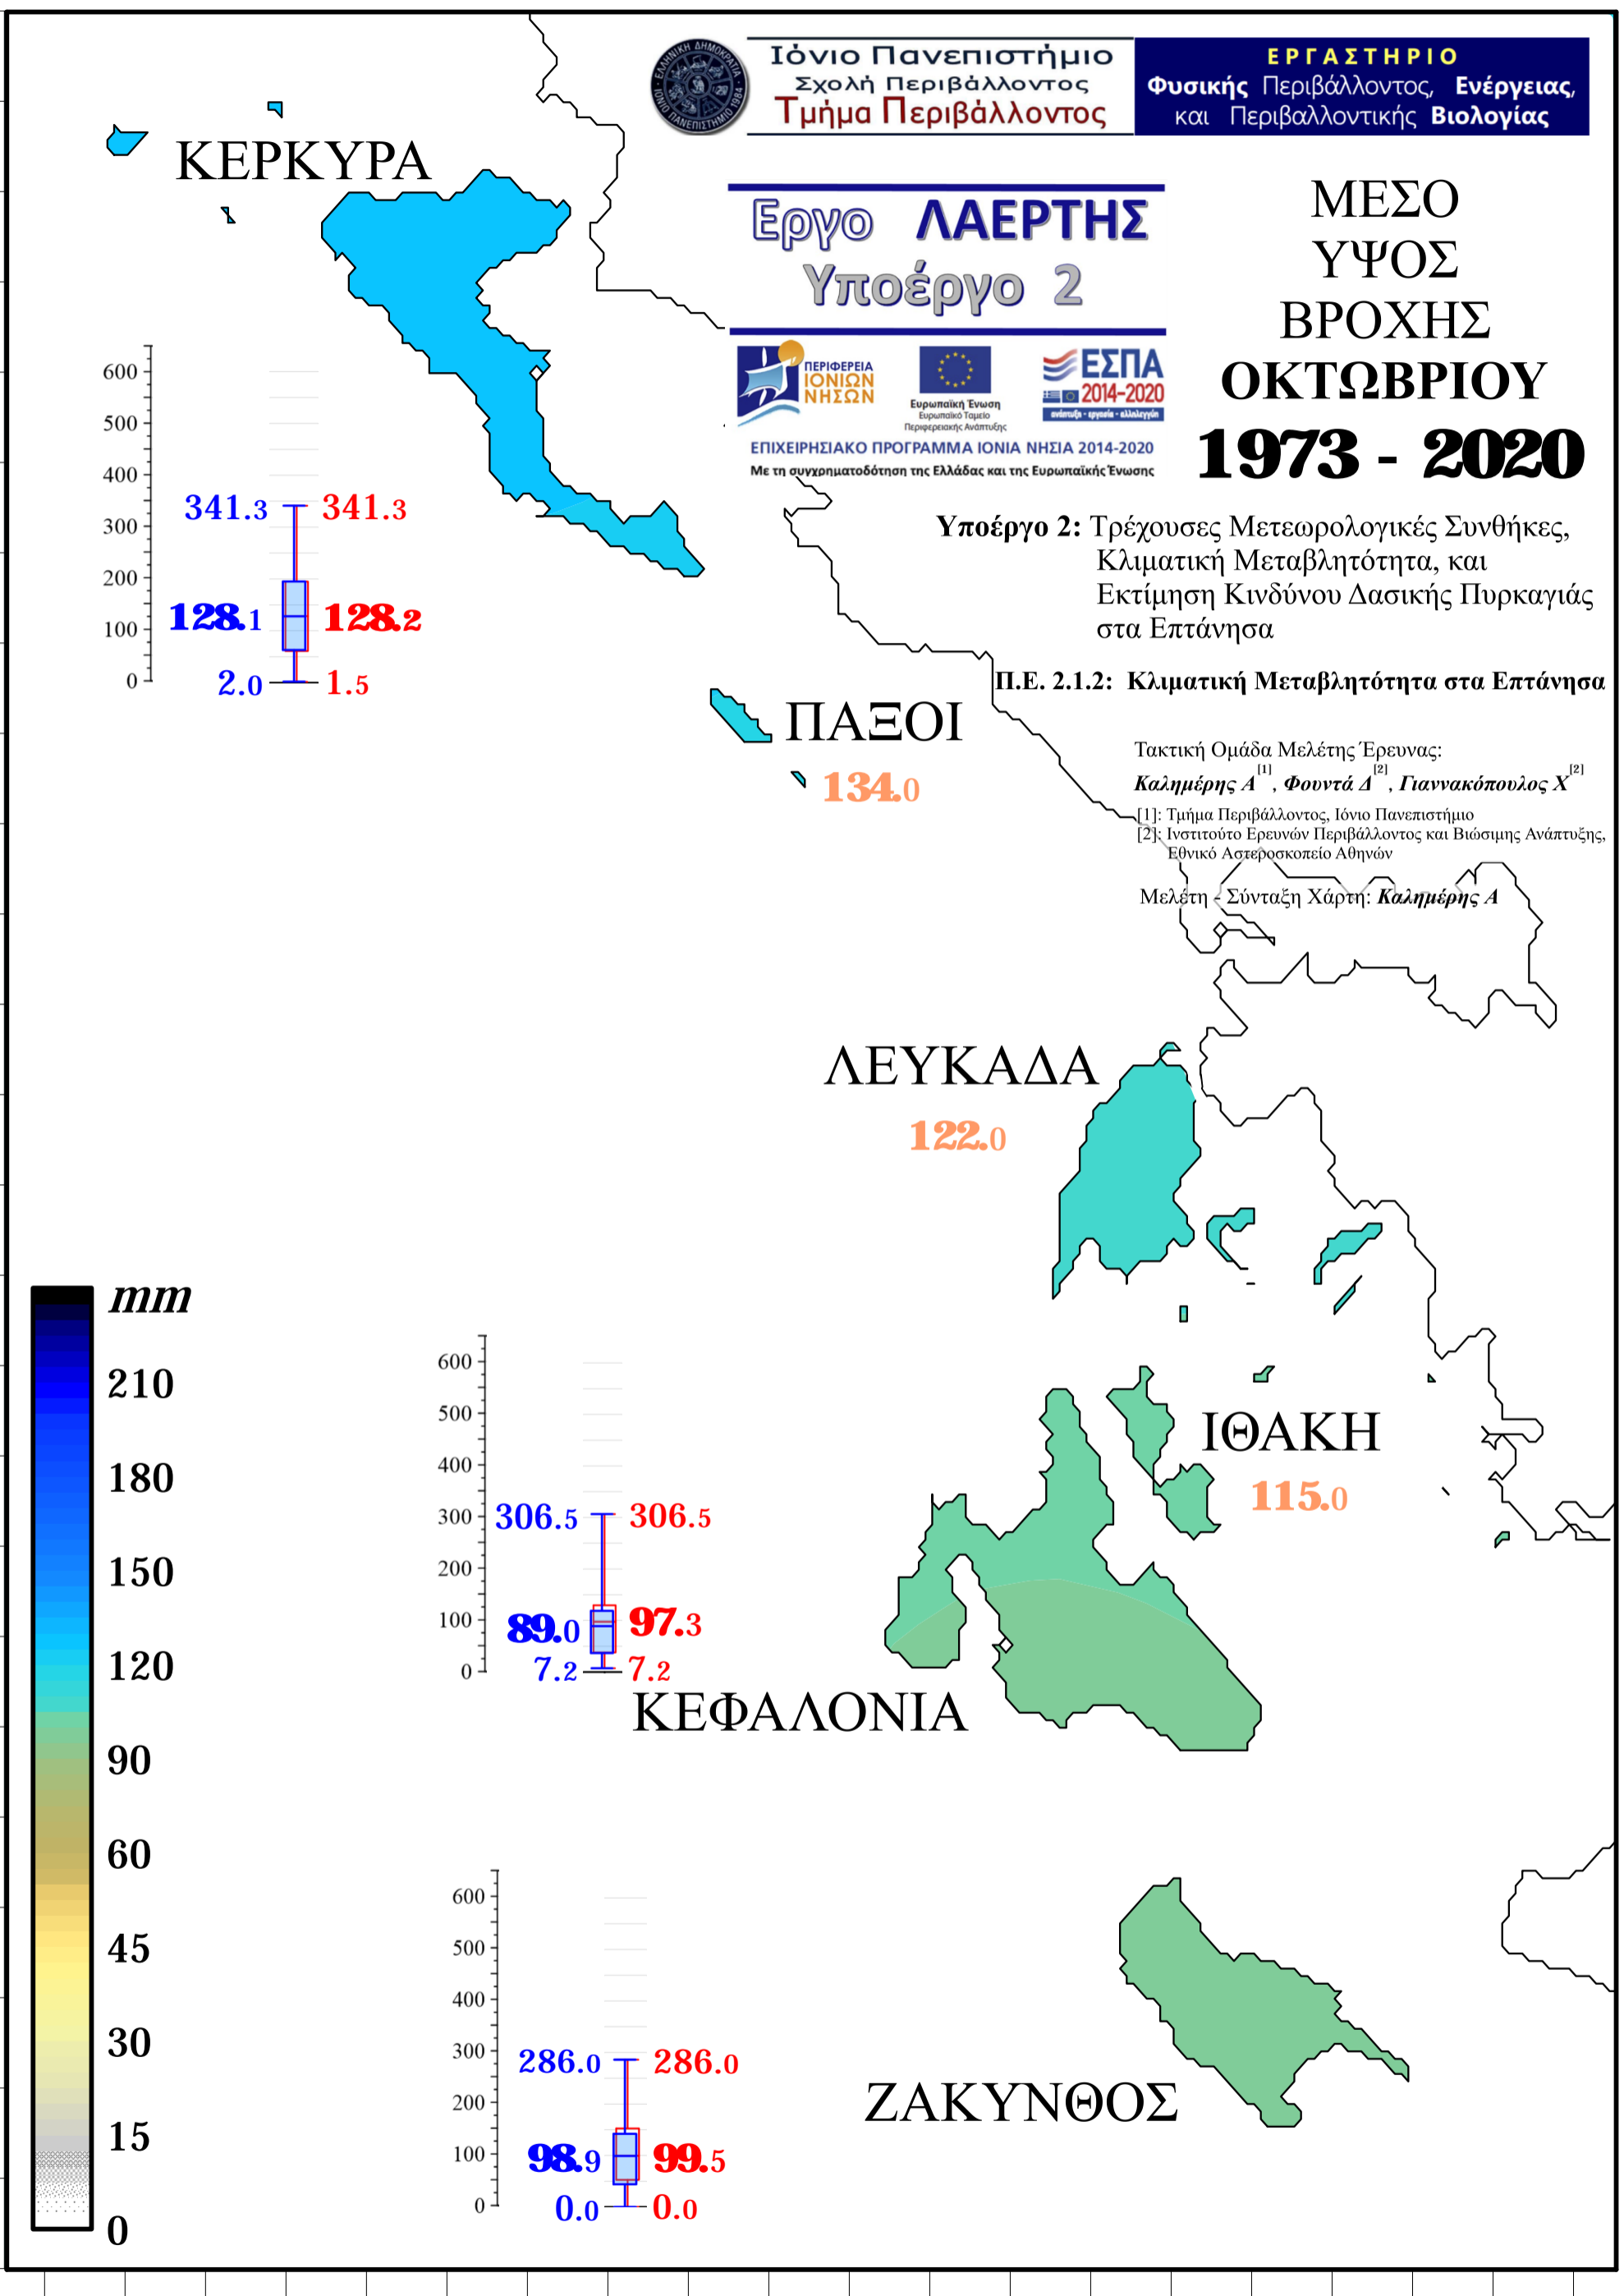 ΕΛΛΗΝΙΚΗ ΔΗΜΟΚΡΑΤΙΑ
ΙΟΝΙΟ ΠΑΝΕΠΙΣΤΗΜΙΟ 1984
Ιόνιο Πανεπιστήμιο
Σχολή Περιβάλλοντος
Τμήμα Περιβάλλοντος
ΕΡΓΑΣΤΗΡΙΟ
Φυσικής Περιβάλλοντος, Ενέργειας,
και Περιβαλλοντικής Βιολογίας
ΚΕΡΚΥΡΑ
Εργο ΛΑΕΡΤΗΣ
Υποέργο 2
ΠΕΡΙΦΕΡΕΙΑ
ΙΟΝΙΩΝ
ΝΗΣΩΝ
Ευρωπαϊκή Ένωση
Ευρωπαϊκό Ταμείο
Περιφερειακής Ανάπτυξης
ΕΣΠΑ
2014-2020
ανάπτυξη - εργασία - αλληλεγγύη
ΕΠΙΧΕΙΡΗΣΙΑΚΟ ΠΡΟΓΡΑΜΜΑ ΙΟΝΙΑ ΝΗΣΙΑ 2014-2020
Με τη συγχρηματοδότηση της Ελλάδας και της Ευρωπαϊκής Ένωσης
ΜΕΣΟ
ΥΨΟΣ
ΒΡΟΧΗΣ
ΟΚΤΩΒΡΙΟΥ
1973 - 2020
Υποέργο 2: Τρέχουσες Μετεωρολογικές Συνθήκες,
Κλιματική Μεταβλητότητα, και
Εκτίμηση Κινδύνου Δασικής Πυρκαγιάς
στα Επτάνησα
Π.Ε. 2.1.2: Κλιματική Μεταβλητότητα στα Επτάνησα
Τακτική Ομάδα Μελέτης Έρευνας:
Καλημέρης Α[1], Φουντά Δ[2], Γιαννακόπουλος Χ[2]
[1]: Τμήμα Περιβάλλοντος, Ιόνιο Πανεπιστήμιο
[2]: Ινστιτούτο Ερευνών Περιβάλλοντος και Βιώσιμης Ανάπτυξης,
Εθνικό Αστεροσκοπείο Αθηνών
Μελέτη - Σύνταξη Χάρτη: Καλημέρης Α
600
500
400
300
200
100
0
341.3 341.3
128.1 128.2
2.0 1.5
ΠΑΞΟΙ
134.0
ΛΕΥΚΑΔΑ
122.0
ΙΘΑΚΗ
115.0
600
500
400
300
200
100
0
306.5 306.5
89.0 97.3
7.2 7.2
ΚΕΦΑΛΟΝΙΑ
600
500
400
300
200
100
0
286.0 286.0
98.9 99.5
0.0 0.0
ΖΑΚΥΝΘΟΣ
mm
210
180
150
120
90
60
45
30
15
0